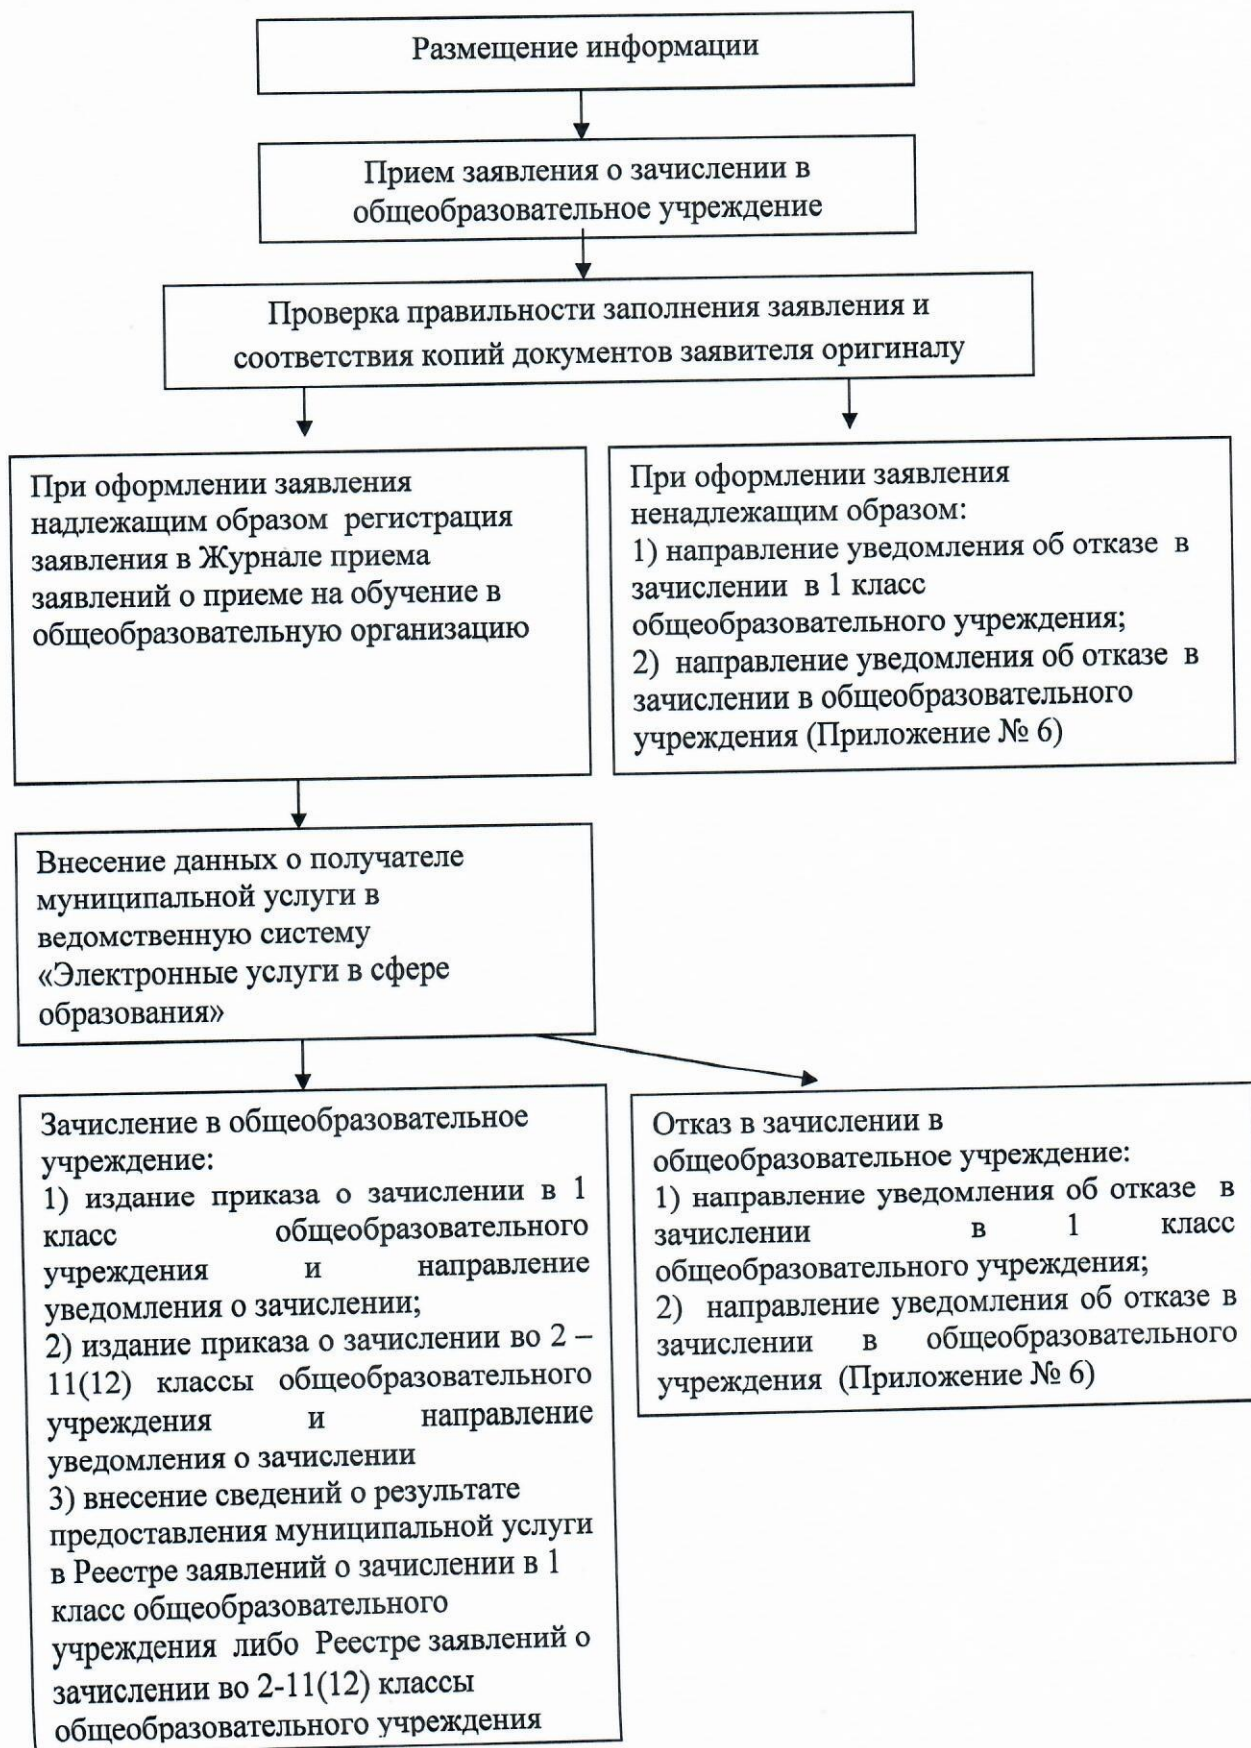 Размещение информации
Прием заявления о зачислении в
общеобразовательное учреждение
Проверка правильности заполнения заявления и
соответствия копий документов заявителя оригиналу
При оформлении заявления
надлежащим образом регистрация
заявления в Журнале приема
заявлений о приеме на обучение в
общеобразовательную организацию
При оформлении заявления
ненадлежащим образом:
1) направление уведомления об отказе в
зачислении в 1 класс
общеобразовательного учреждения;
2) направление уведомления об отказе в
зачислении в общеобразовательного
учреждения (Приложение № 6)
Внесение данных о получателе
муниципальной услуги в
ведомственную систему
«Электронные услуги в сфере
образования»
Зачисление в общеобразовательное
учреждение:
1) издание приказа о зачислении в 1
класс общеобразовательного
учреждения и направление
уведомления о зачислении;
2) издание приказа о зачислении во 2 –
11(12) классы общеобразовательного
учреждения и направление
уведомления о зачислении
3) внесение сведений о результате
предоставления муниципальной услуги
в Реестре заявлений о зачислении в 1
класс общеобразовательного
учреждения либо Реестре заявлений о
зачислении во 2-11(12) классы
общеобразовательного учреждения
Отказ в зачислении в
общеобразовательное учреждение:
1) направление уведомления об отказе в
зачислении в 1 класс
общеобразовательного учреждения;
2) направление уведомления об отказе в
зачислении в общеобразовательного
учреждения (Приложение № 6)